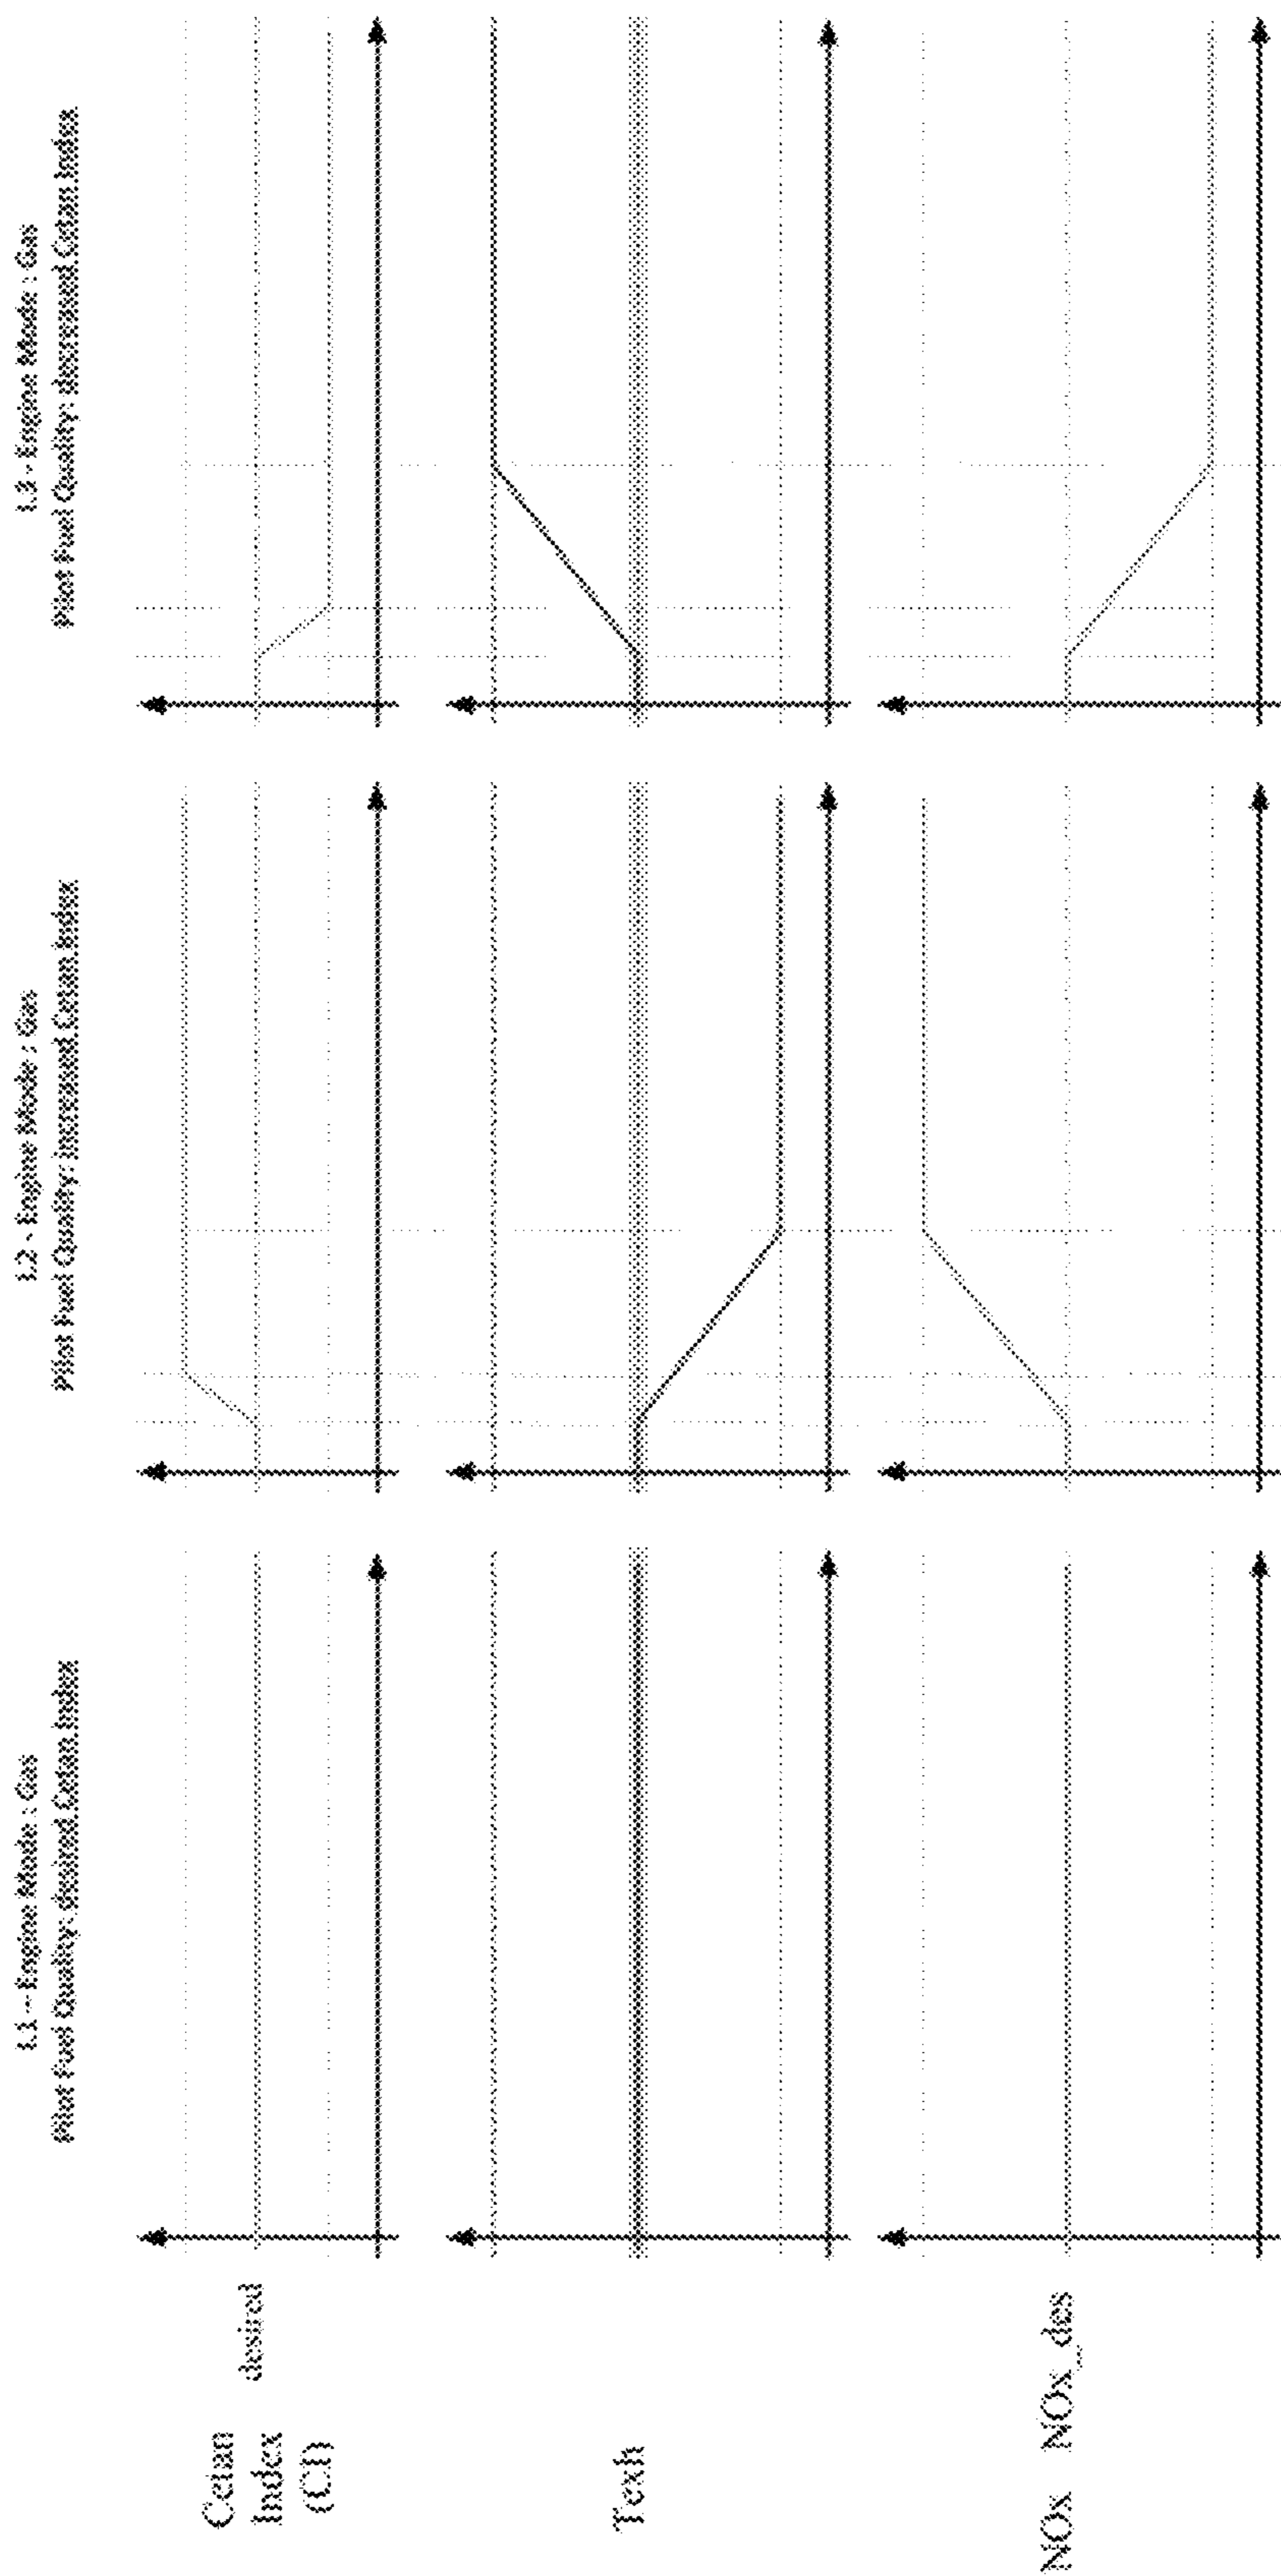 1.1 – Engine Mode : Gas
Pilot Fuel Quality: desired Cetan Index
1.2 - Engine Mode : Gas
Pilot Fuel Quality: increased Cetan Index
1.3 - Engine Mode : Gas
Pilot Fuel Quality: decreased Cetan Index
Cetan
Index
(CI)
desired
Texh
NOx NOx_des